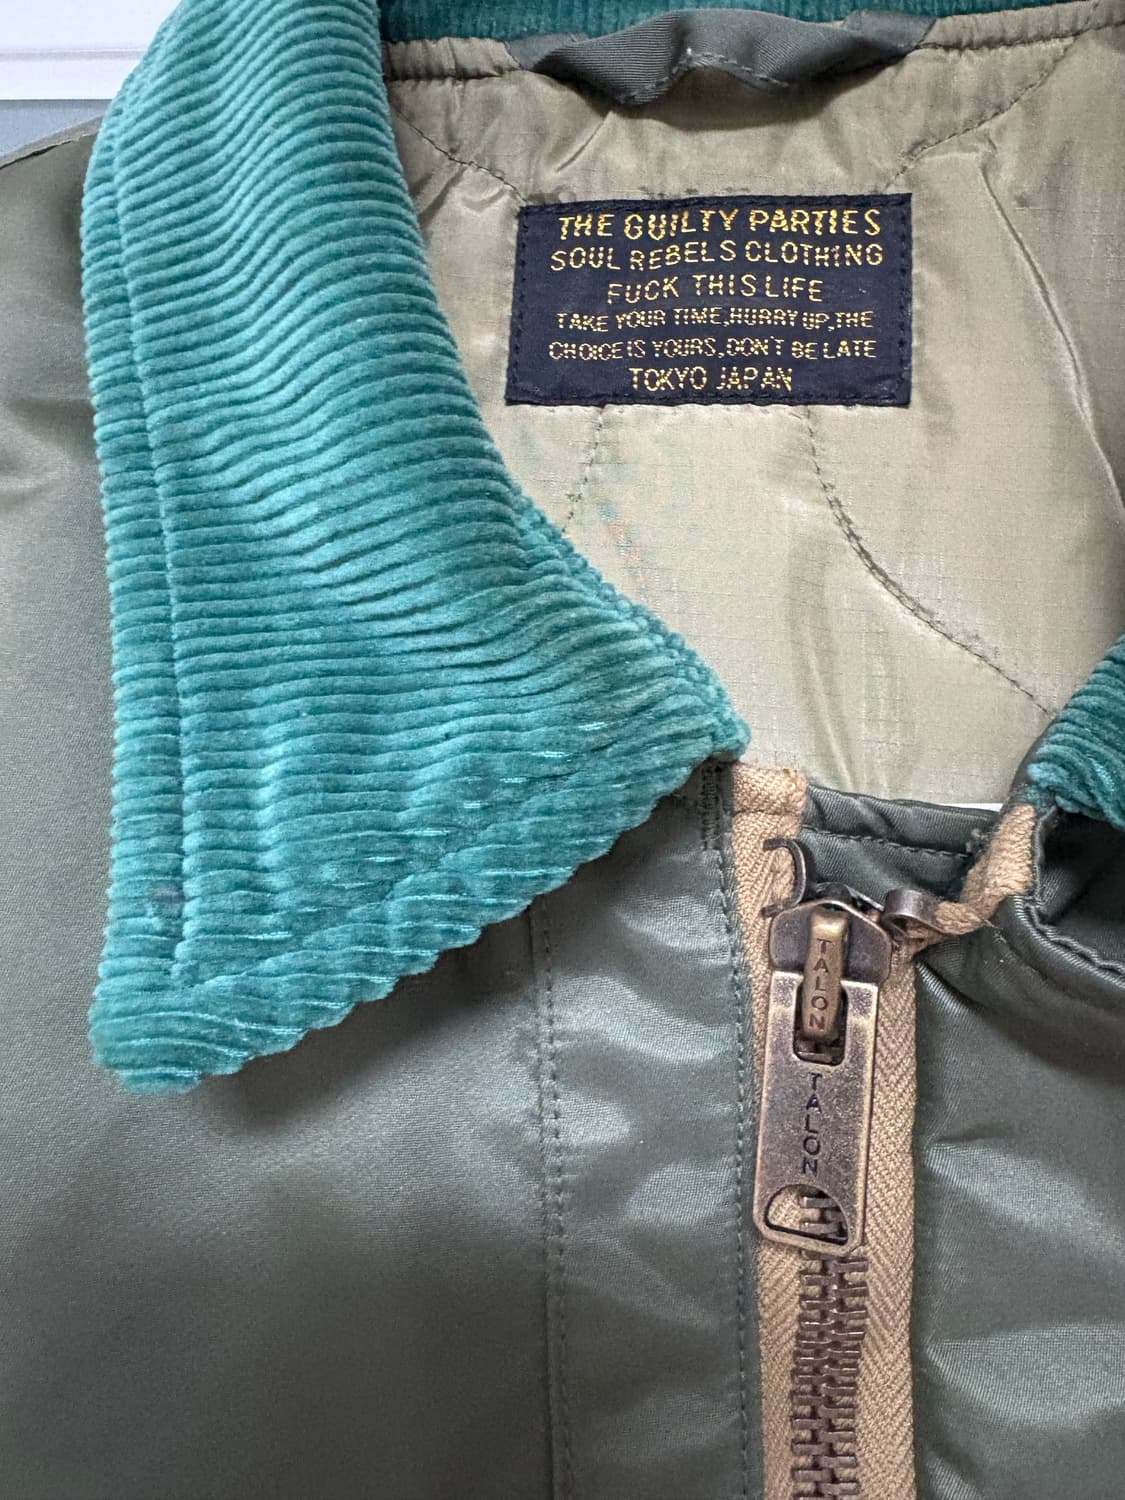 THE GUILTY PARTIES
SOUL REBELS CLOTHING
FUCK THIS LIFE
TAKE YOUR TIME,HURRY UP,THE
CHOICE IS YOURS,DON'T BE LATE
TOKYO JAPAN
TALON
TALON